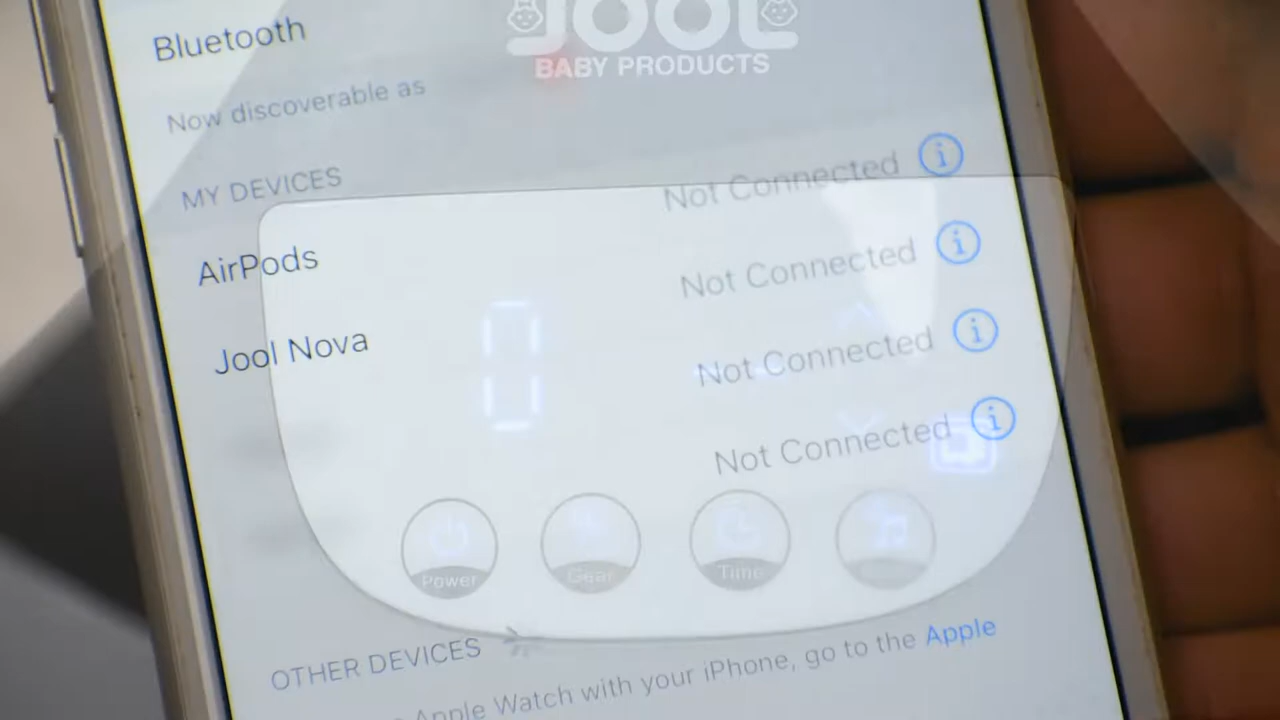 JOOL
BABY PRODUCTS
Bluetooth
Now discoverable as
MY DEVICES
Not Connected
AirPods
Not Connected
Jool Nova
Not Connected
Not Connected
Power
Gear
Time
OTHER DEVICES
Apple Watch with your iPhone, go to the Apple